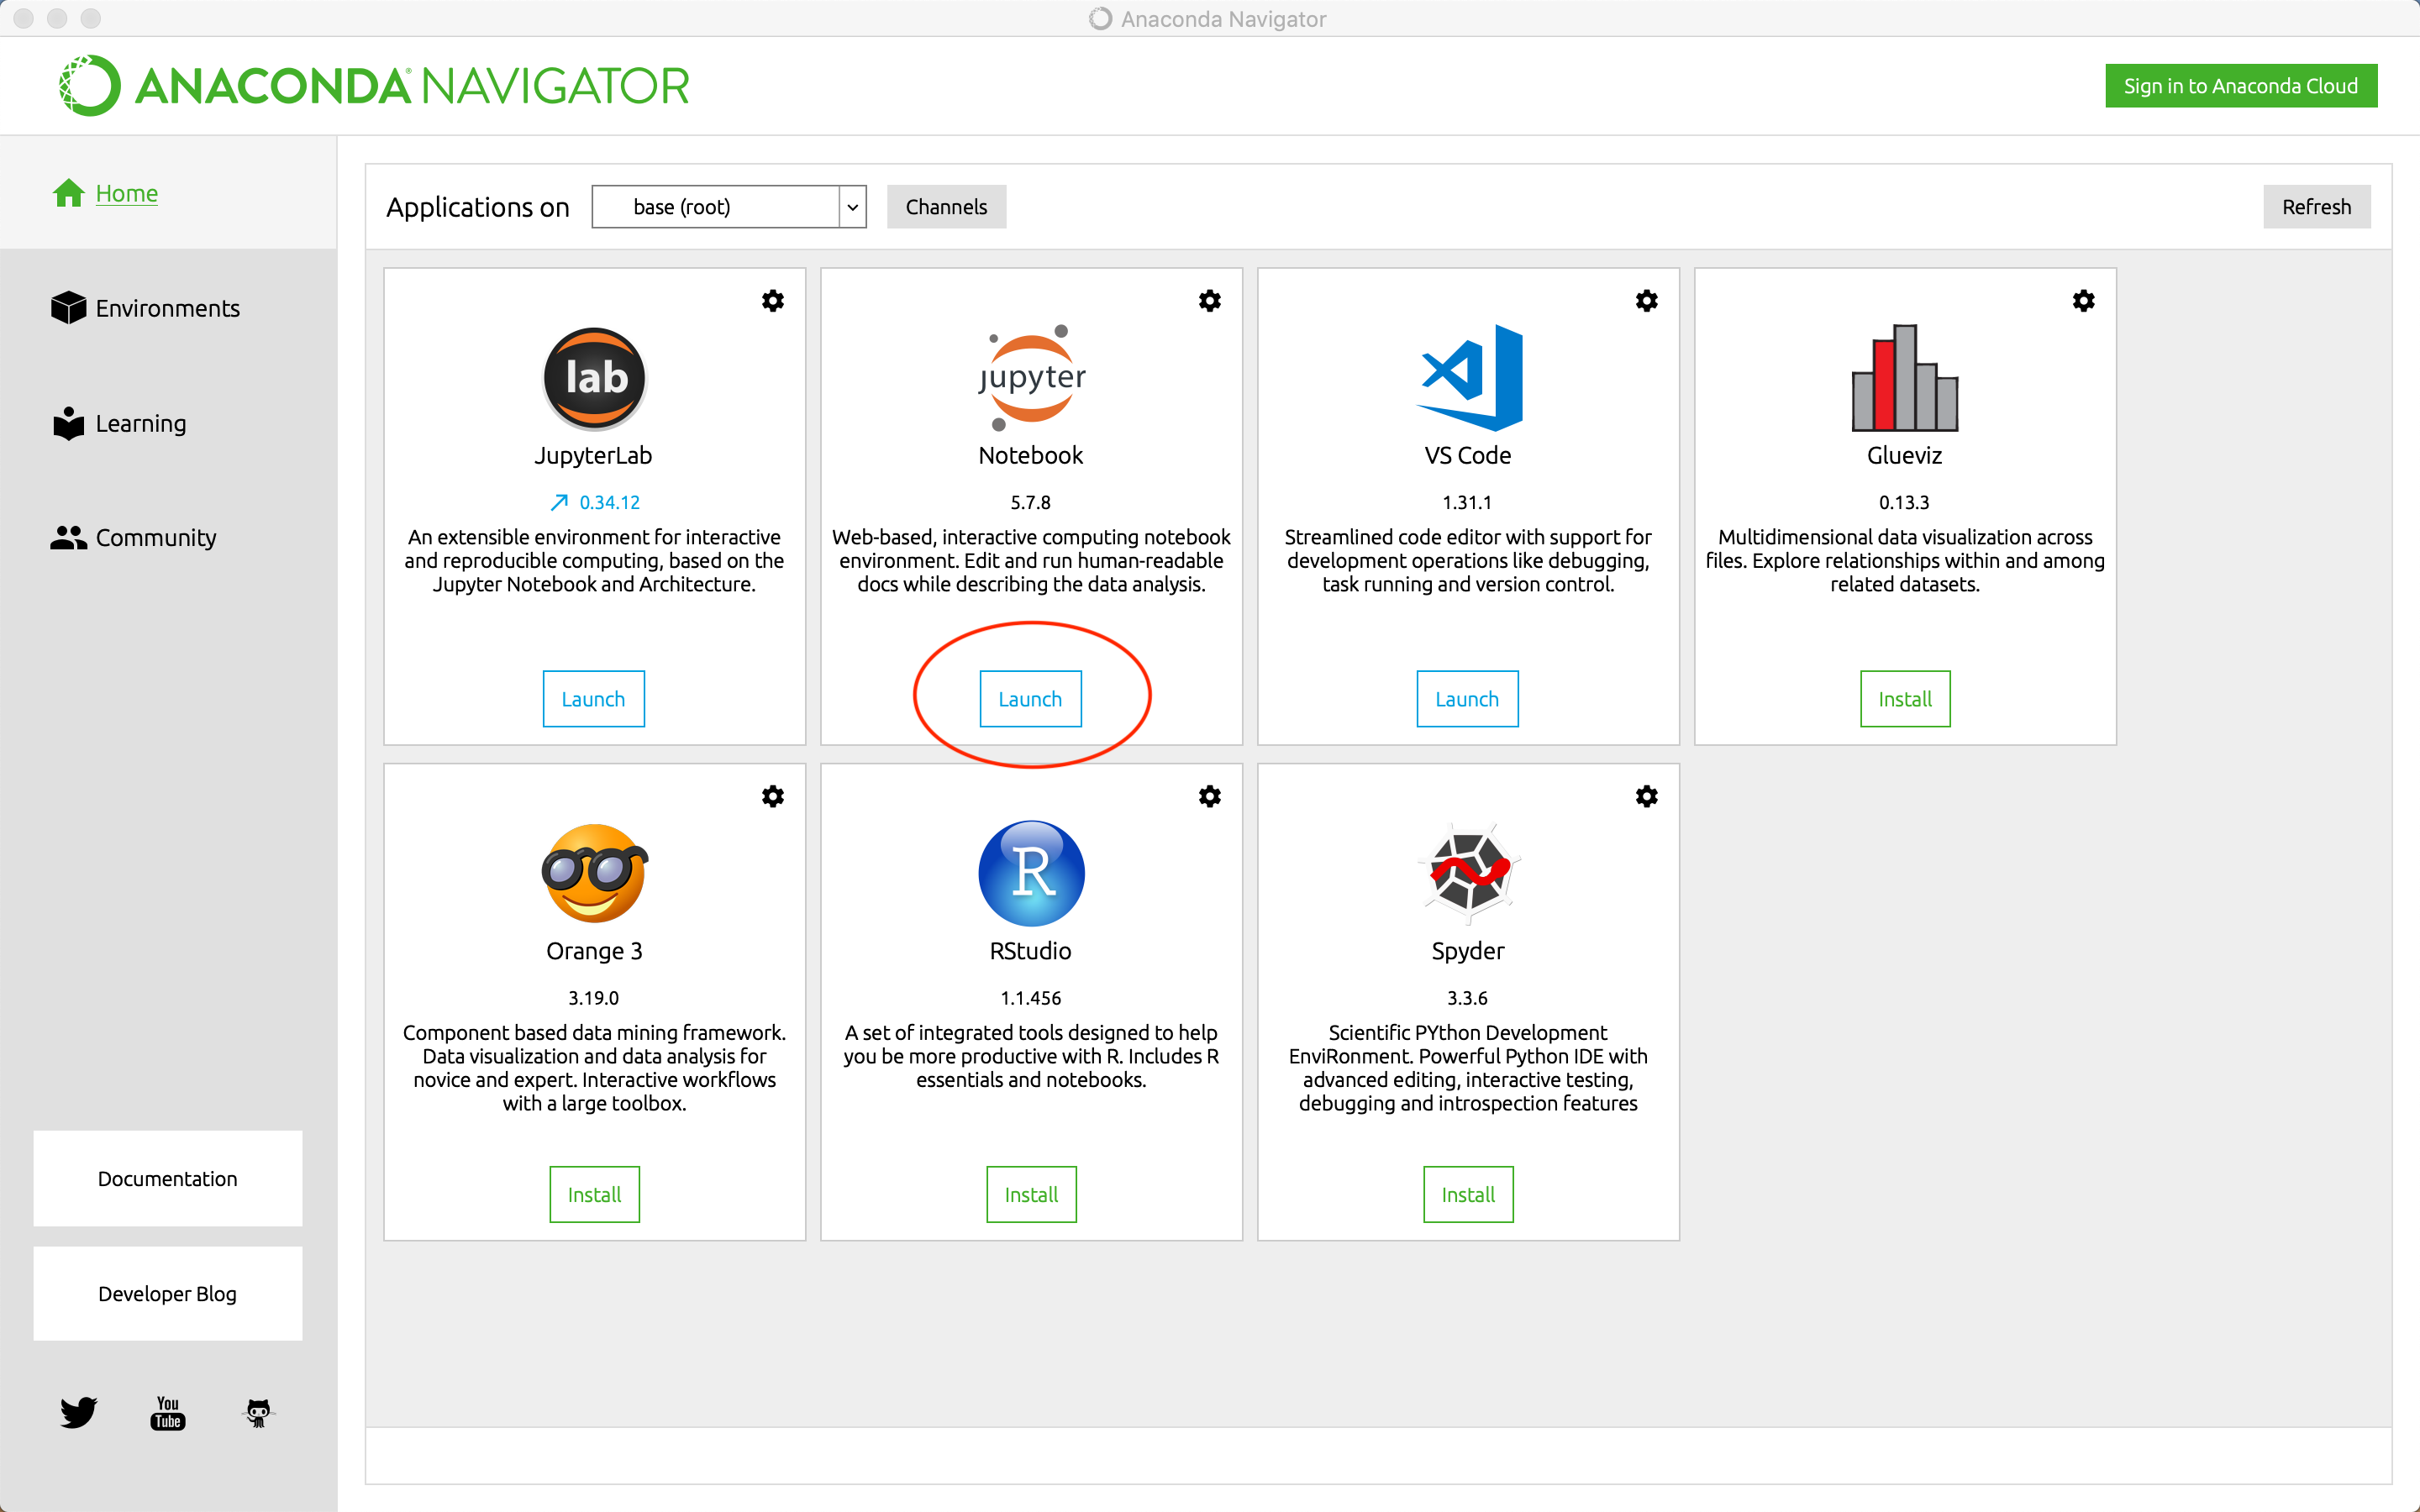 Anaconda Navigator
ANACONDA NAVIGATOR
Sign in to Anaconda Cloud
Home
Environments
Learning
Community
Documentation
Developer Blog
You
Tube
Applications on
base (root)
Channels
Refresh
lab
JupyterLab
0.34.12
An extensible environment for interactive
and reproducible computing, based on the
Jupyter Notebook and Architecture.
Launch
jupyter
Notebook
5.7.8
Web-based, interactive computing notebook
environment. Edit and run human-readable
docs while describing the data analysis.
Launch
VS Code
1.31.1
Streamlined code editor with support for
development operations like debugging,
task running and version control.
Launch
Glueviz
0.13.3
Multidimensional data visualization across
files. Explore relationships within and among
related datasets.
Install
Orange 3
3.19.0
Component based data mining framework.
Data visualization and data analysis for
novice and expert. Interactive workflows
with a large toolbox.
Install
R
RStudio
1.1.456
A set of integrated tools designed to help
you be more productive with R. Includes R
essentials and notebooks.
Install
Spyder
3.3.6
Scientific PYthon Development
EnviRonment. Powerful Python IDE with
advanced editing, interactive testing,
debugging and introspection features
Install